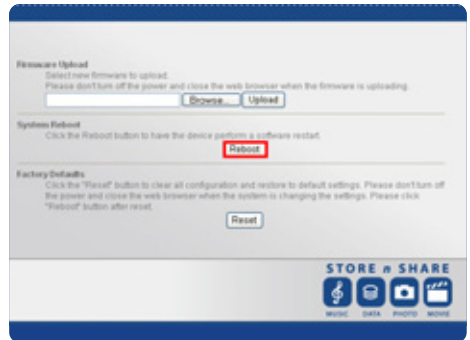 Firmware Upload
Select new firmware to upload.
Please don't turn off the power and close the web browser when the firmware is uploading.
Browse... Upload
System Reboot
Click the Reboot button to have the device perform a software restart.
Reboot
Factory Defaults
Click the "Reset" button to clear all configuration and restore to default settings. Please don't turn off
the power and close the web browser when the system is changing the settings. Please click
"Reboot" button after reset.
Reset
STORE n SHARE
MUSIC DATA PHOTO MOVIE